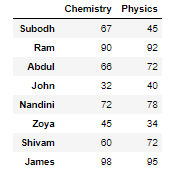 Chemistry Physics
Subodh 67 45
Ram 90 92
Abdul 66 72
John 32 40
Nandini 72 78
Zoya 45 34
Shivam 60 72
James 98 95